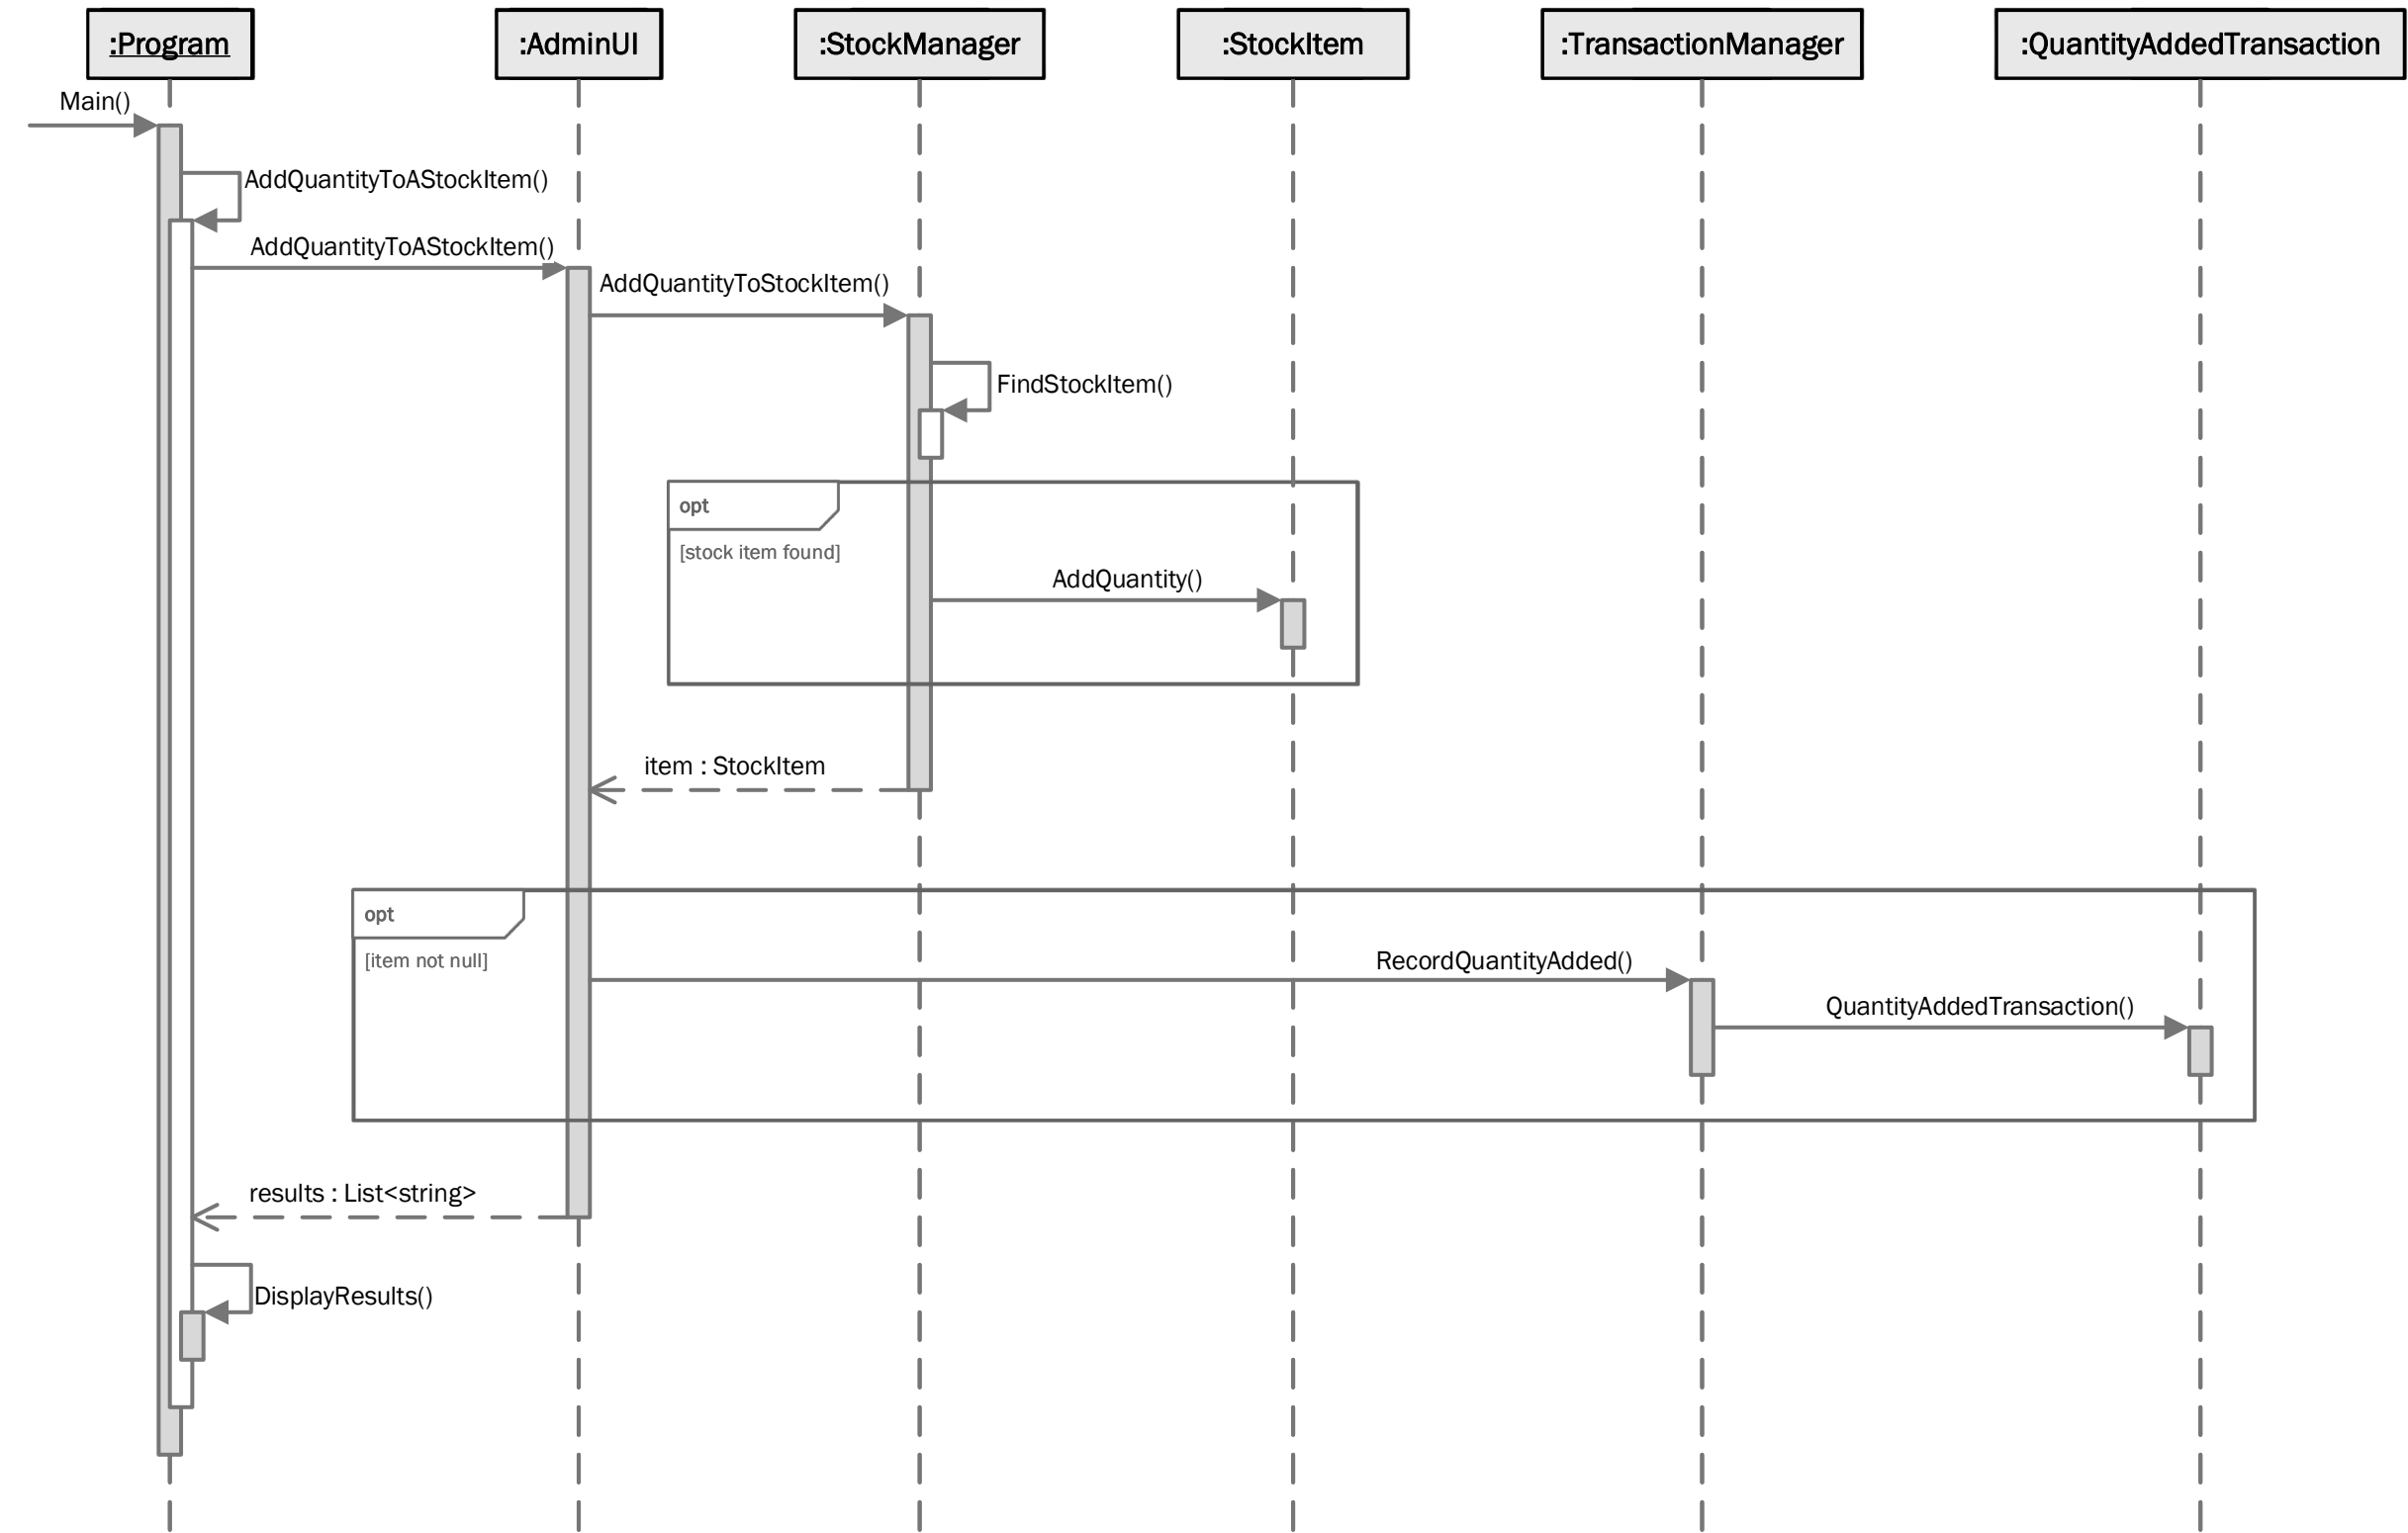 :Program
:AdminUI
:StockManager
:StockItem
:TransactionManager
:QuantityAddedTransaction
Main()
AddQuantityToAStockItem()
AddQuantityToAStockItem()
AddQuantityToStockItem()
FindStockItem()
opt
[stock item found]
AddQuantity()
item : StockItem
opt
[item not null]
RecordQuantityAdded()
QuantityAddedTransaction()
results : List<string>
DisplayResults()